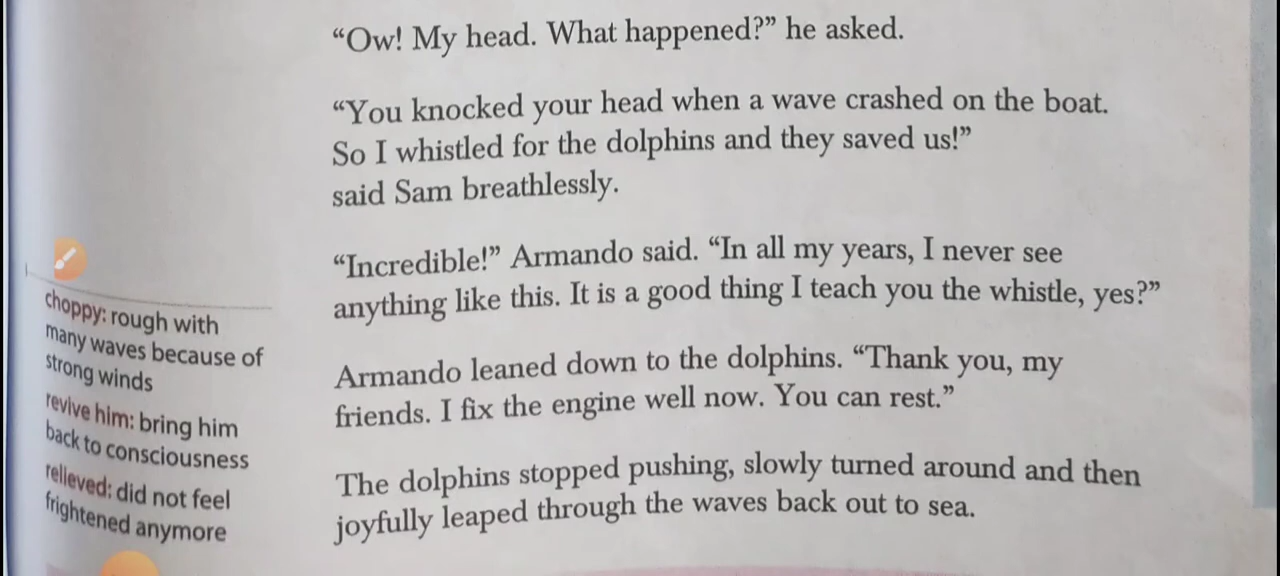 “Ow! My head. What happened?” he asked.
“You knocked your head when a wave crashed on the boat.
So I whistled for the dolphins and they saved us!”
said Sam breathlessly.
“Incredible!” Armando said. “In all my years, I never see
anything like this. It is a good thing I teach you the whistle, yes?”
Armando leaned down to the dolphins. “Thank you, my
friends. I fix the engine well now. You can rest.”
The dolphins stopped pushing, slowly turned around and then
joyfully leaped through the waves back out to sea.
choppy: rough with
many waves because of
strong winds
revive him: bring him
back to consciousness
relieved: did not feel
frightened anymore